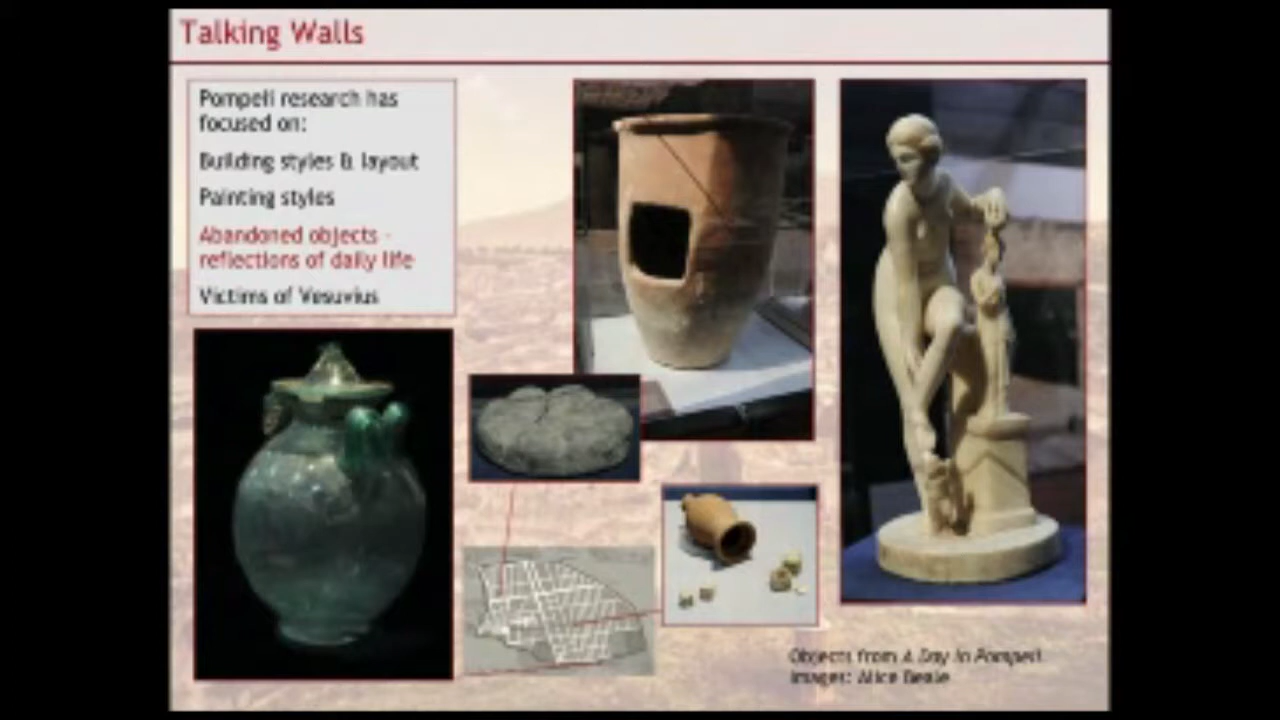 Talking Walls
Pompeii research has
focused on:
Building styles & layout
Painting styles
Abandoned objects -
reflections of daily life
Victims of Vesuvius
Objects from A Day in Pompeii
Images: Alice Beale